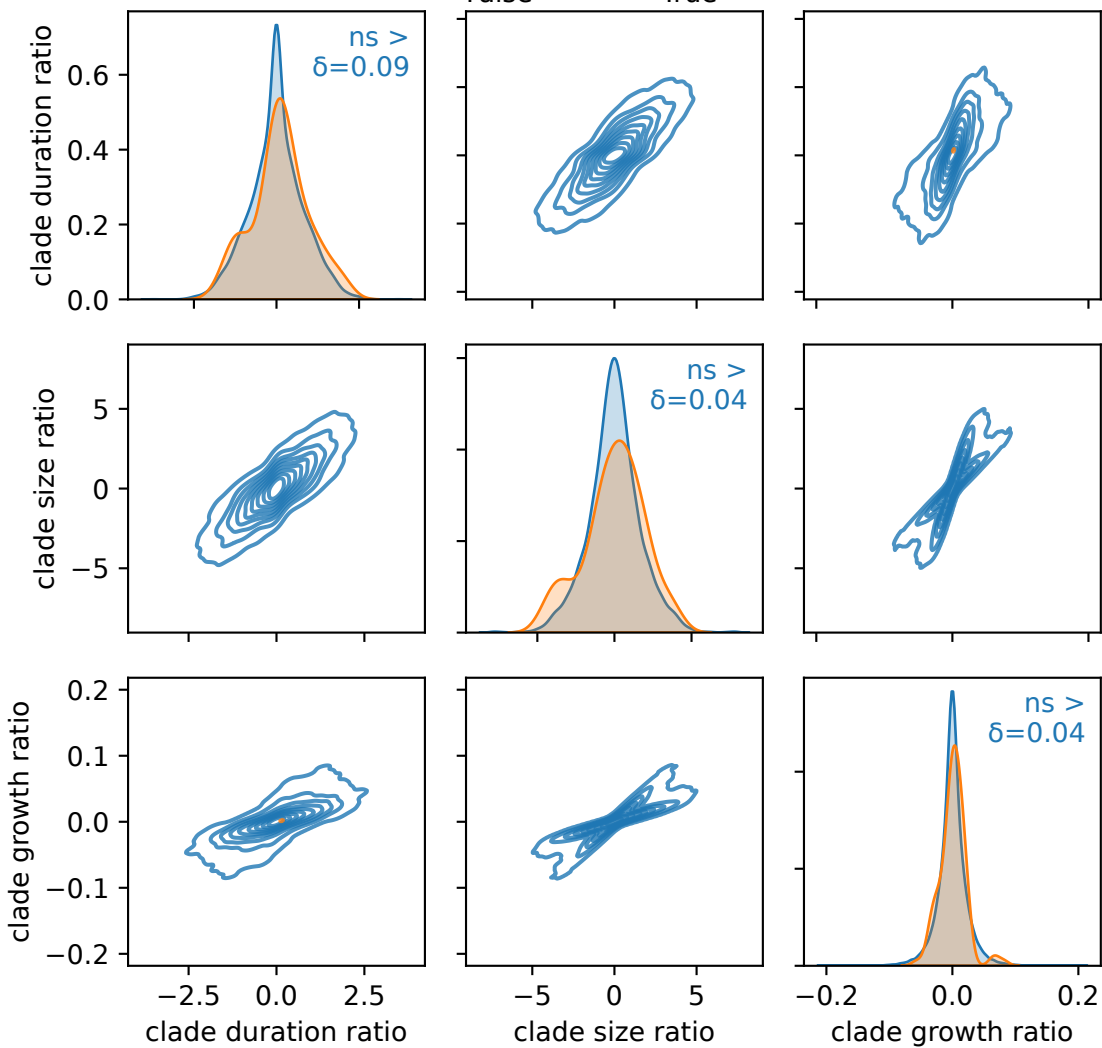 clade duration ratio
0.6
0.4
0.2
0.0
ns >
δ=0.09
clade size ratio
5
0
−5
ns >
δ=0.04
clade growth ratio
0.2
0.1
0.0
−0.1
−0.2
ns >
δ=0.04
−2.5 0.0 2.5
clade duration ratio
−5 0 5
clade size ratio
−0.2 0.0 0.2
clade growth ratio